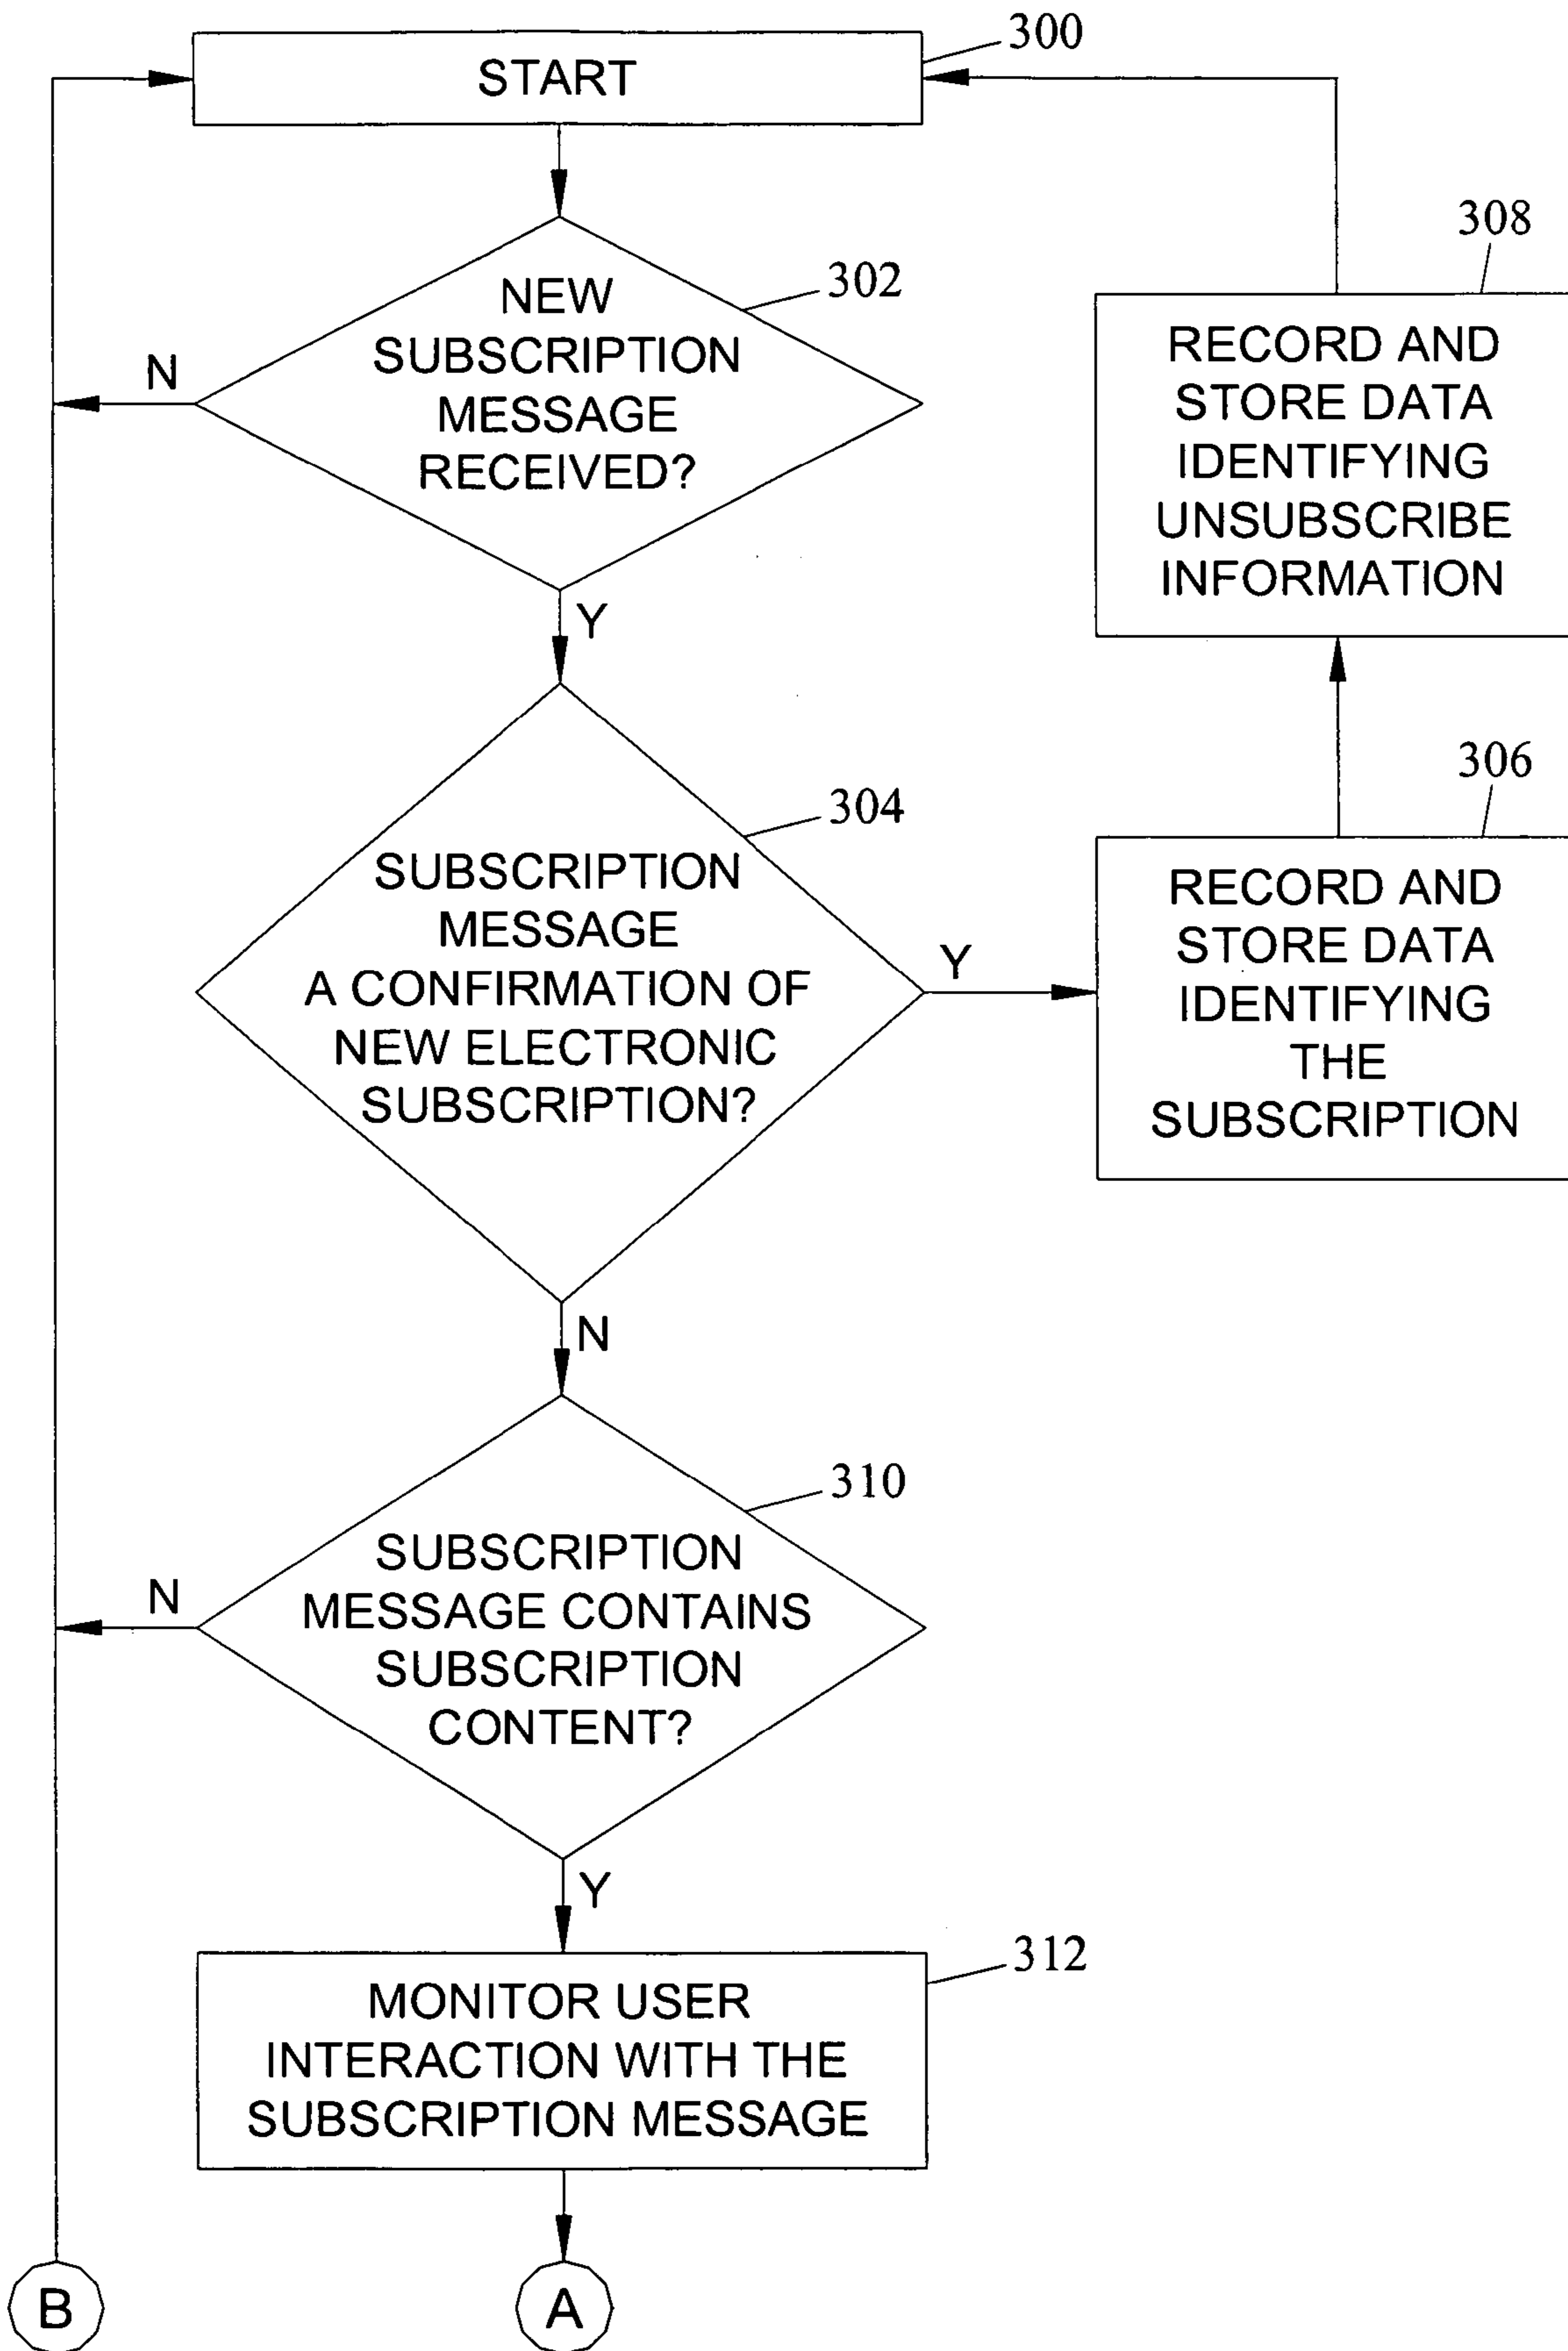 300
START
302
NEW
SUBSCRIPTION
MESSAGE
RECEIVED?
N
Y
308
RECORD AND
STORE DATA
IDENTIFYING
UNSUBSCRIBE
INFORMATION
304
SUBSCRIPTION
MESSAGE
A CONFIRMATION OF
NEW ELECTRONIC
SUBSCRIPTION?
Y
N
306
RECORD AND
STORE DATA
IDENTIFYING
THE
SUBSCRIPTION
310
SUBSCRIPTION
MESSAGE CONTAINS
SUBSCRIPTION
CONTENT?
N
Y
312
MONITOR USER
INTERACTION WITH THE
SUBSCRIPTION MESSAGE
B
A